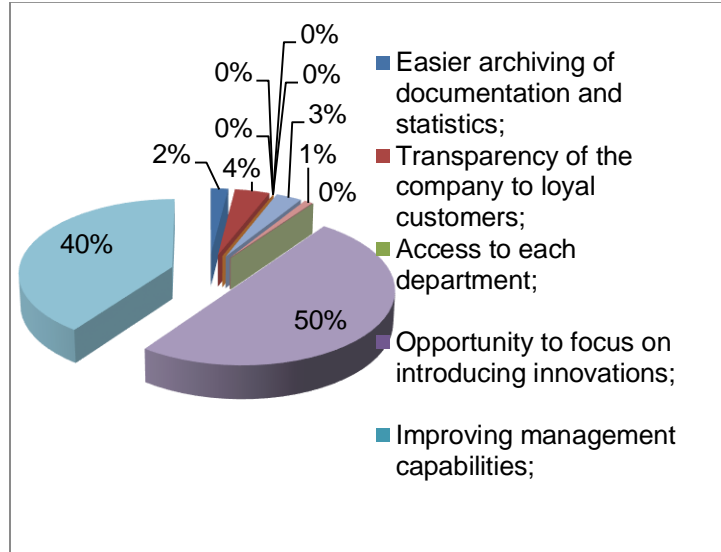 0%
0%
0%
0%
3%
2%
4%
1%
0%
40%
50%
Easier archiving of
documentation and
statistics;
Transparency of the
company to loyal
customers;
Access to each
department;
Opportunity to focus on
introducing innovations;
Improving management
capabilities;